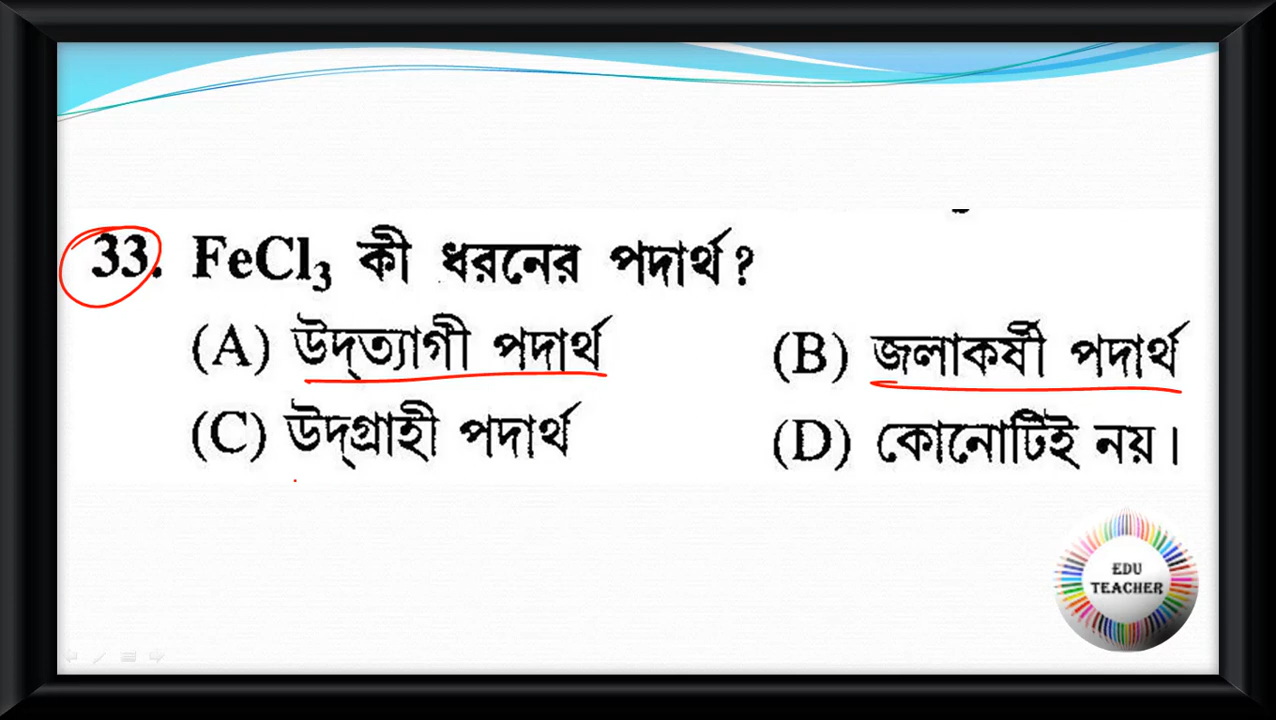 33. FeCl₃ কী ধরনের পদার্থ?
(A) উদ্‌ত্যাগী পদার্থ (B) জলাকর্ষী পদার্থ
(C) উদ্‌গ্রাহী পদার্থ (D) কোনোটিই নয়।
EDU
TEACHER